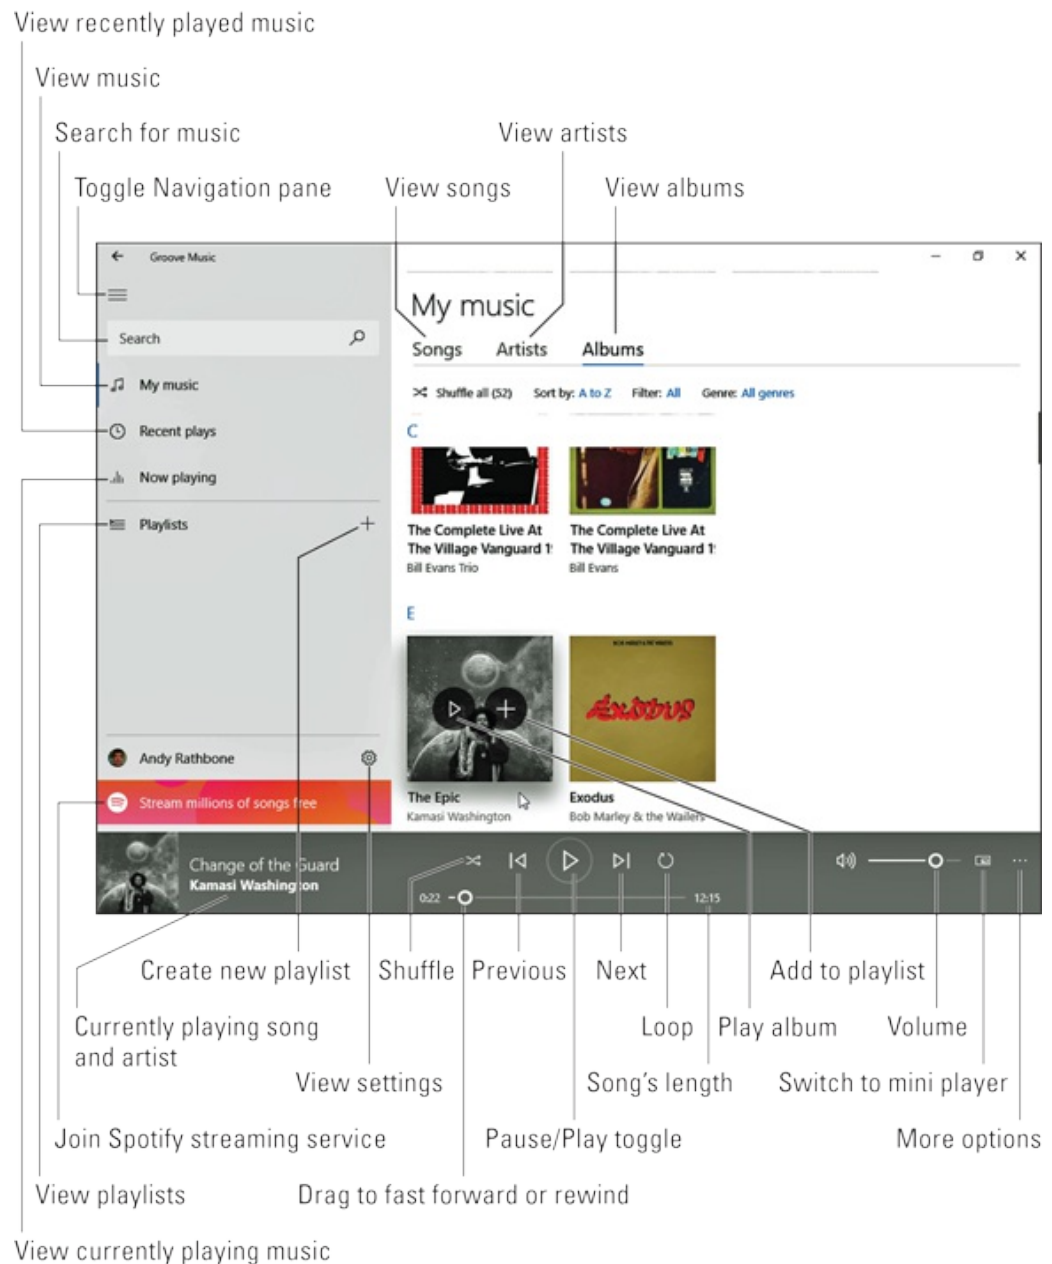 View recently played music
View music
Search for music
View artists
Toggle Navigation pane
View songs
View albums
Groove Music
My music
Search
Songs
Artists
Albums
My music
Shuffle all (52)
Sort by: A to Z
Filter: All
Genre: All genres
Recent plays
C
Now playing
Playlists
The Complete Live At
The Village Vanguard 1
Bill Evans Trio
The Complete Live At
The Village Vanguard 1
Bill Evans
E
BOB MARLEY & THE WAILERS
Exodus
Andy Rathbone
Stream millions of songs free
The Epic
Kamasi Washington
Exodus
Bob Marley & the Wailers
Change of the Guard
Kamasi Washington
0:22
12:15
Create new playlist
Shuffle
Previous
Next
Add to playlist
Currently playing song
and artist
Loop
Play album
Volume
View settings
Song's length
Switch to mini player
Join Spotify streaming service
Pause/Play toggle
More options
View playlists
Drag to fast forward or rewind
View currently playing music